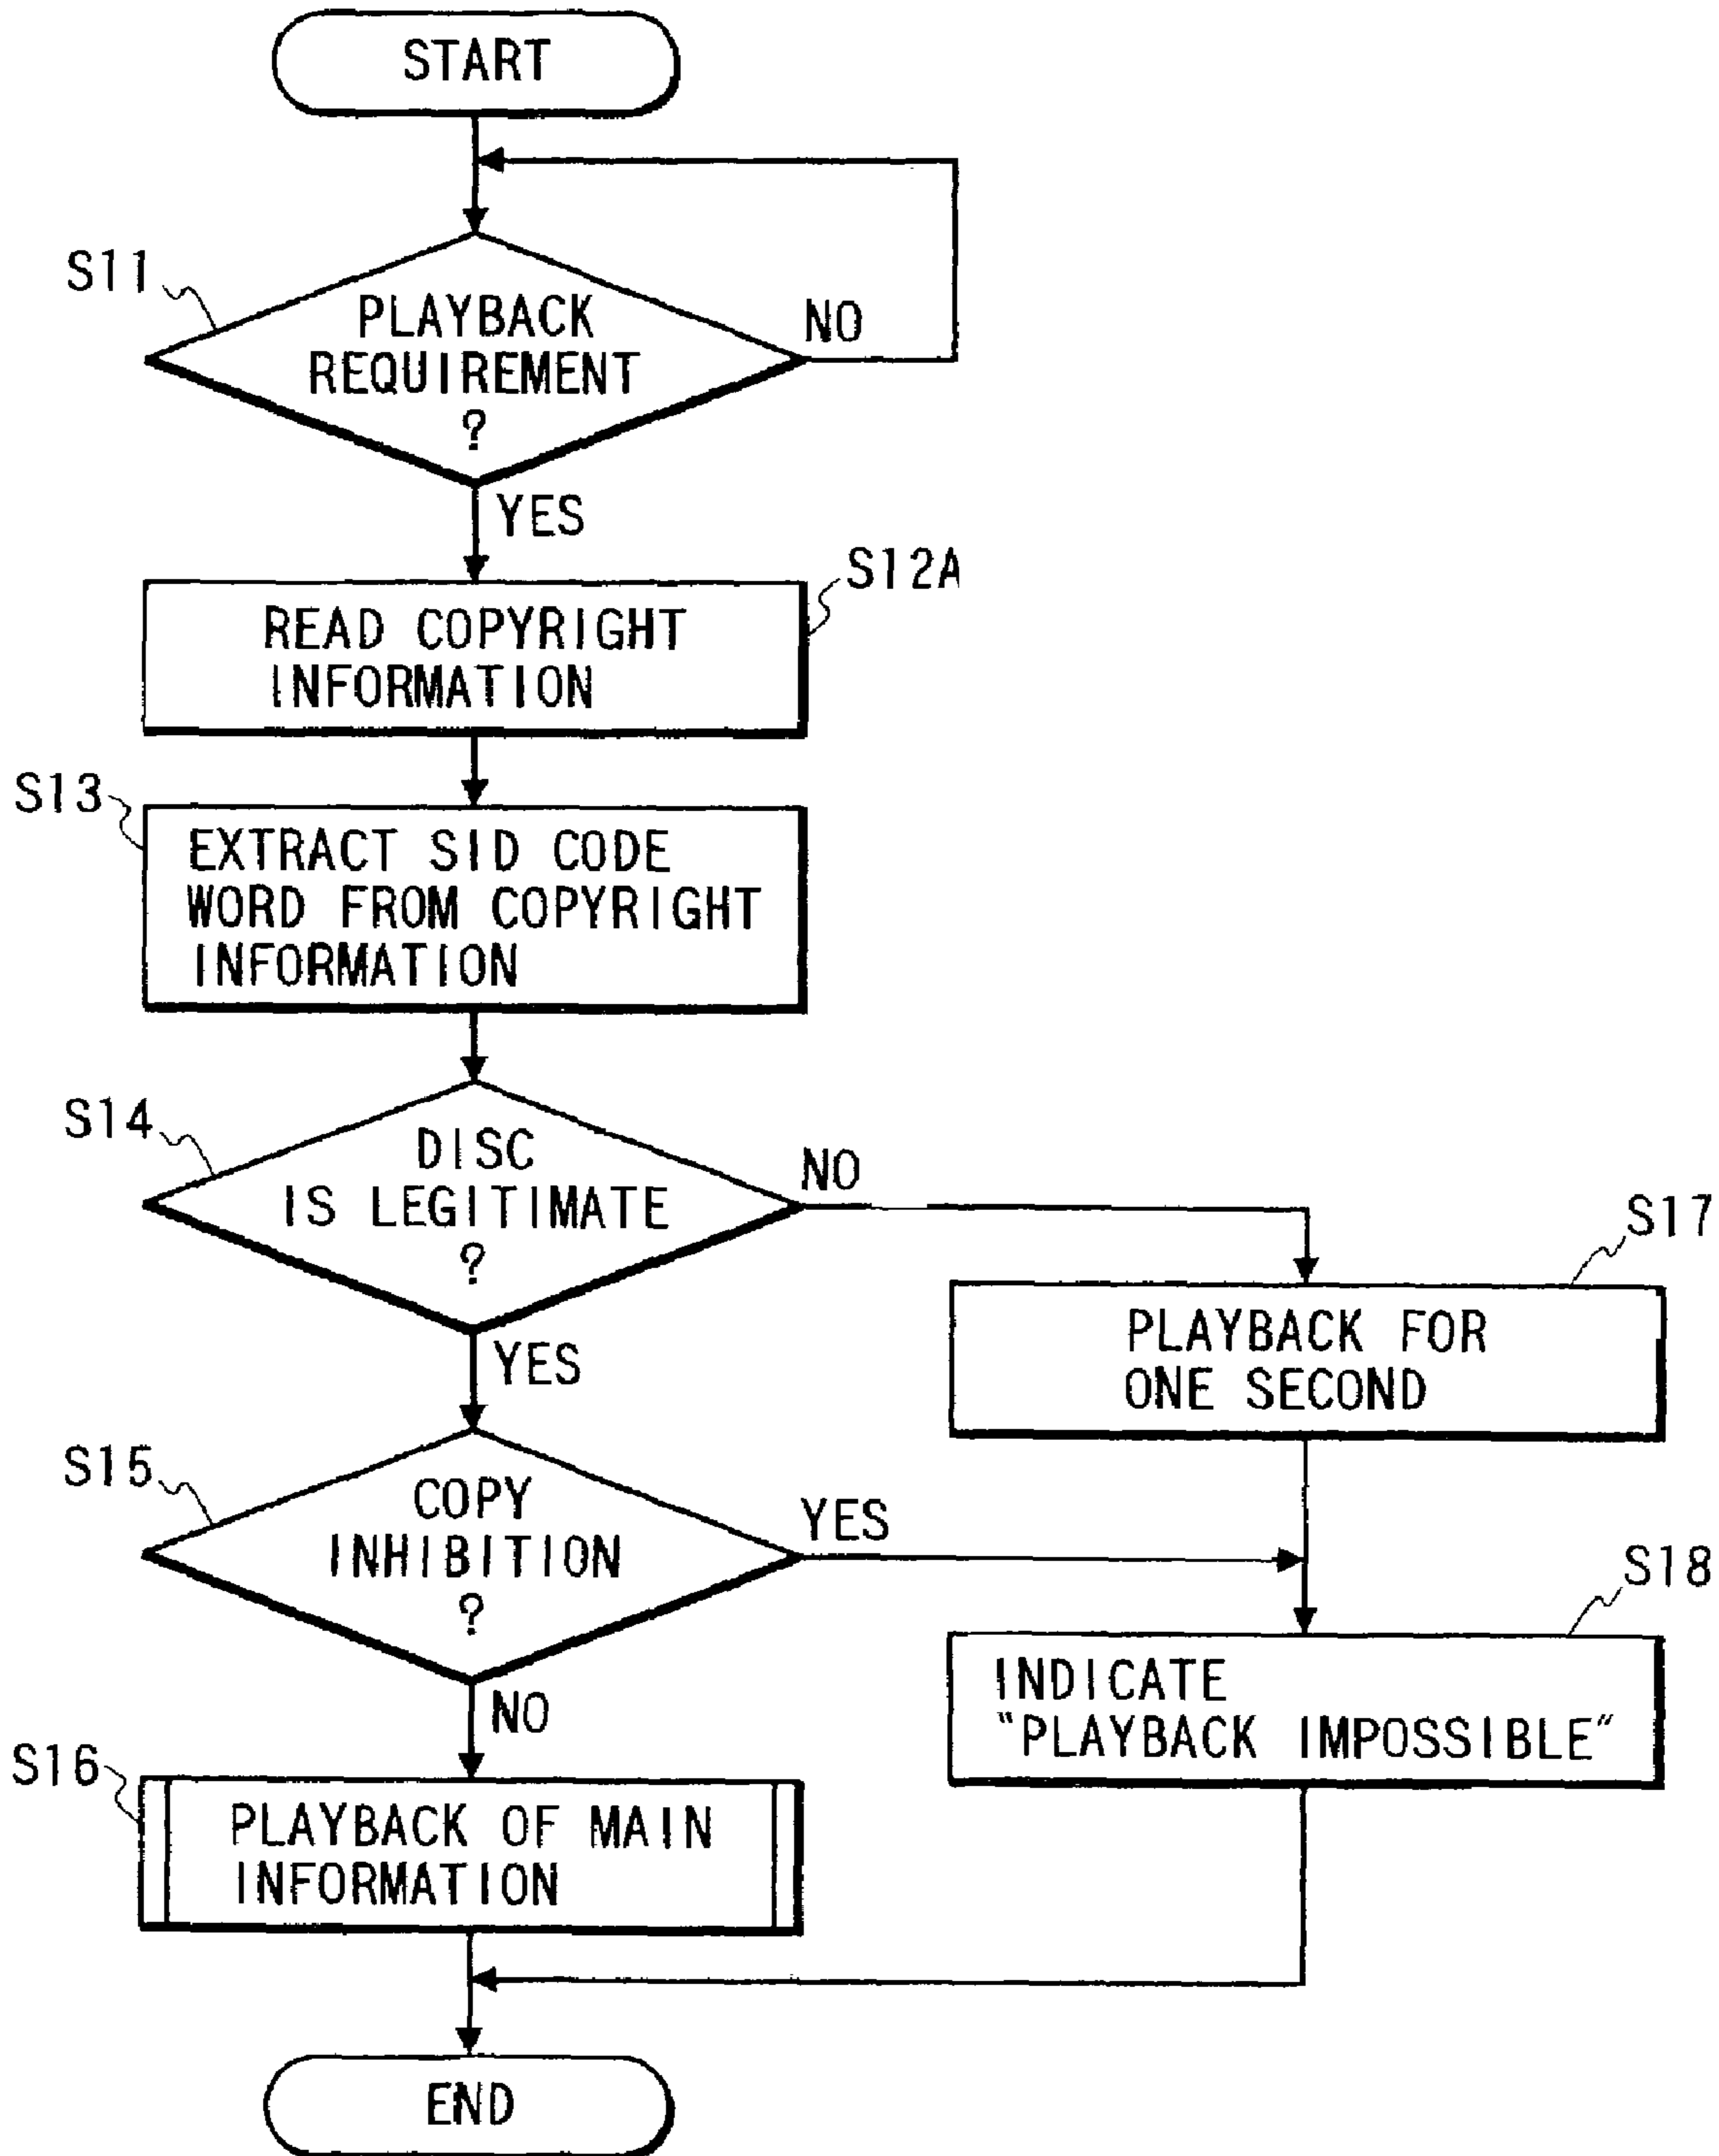 START
S11
PLAYBACK
REQUIREMENT
?
NO
YES
S12A
READ COPYRIGHT
INFORMATION
S13
EXTRACT SID CODE
WORD FROM COPYRIGHT
INFORMATION
S14
DISC
IS LEGITIMATE
?
NO
YES
S17
PLAYBACK FOR
ONE SECOND
S15
COPY
INHIBITION
?
YES
NO
S18
INDICATE
"PLAYBACK IMPOSSIBLE"
S16
PLAYBACK OF MAIN
INFORMATION
END